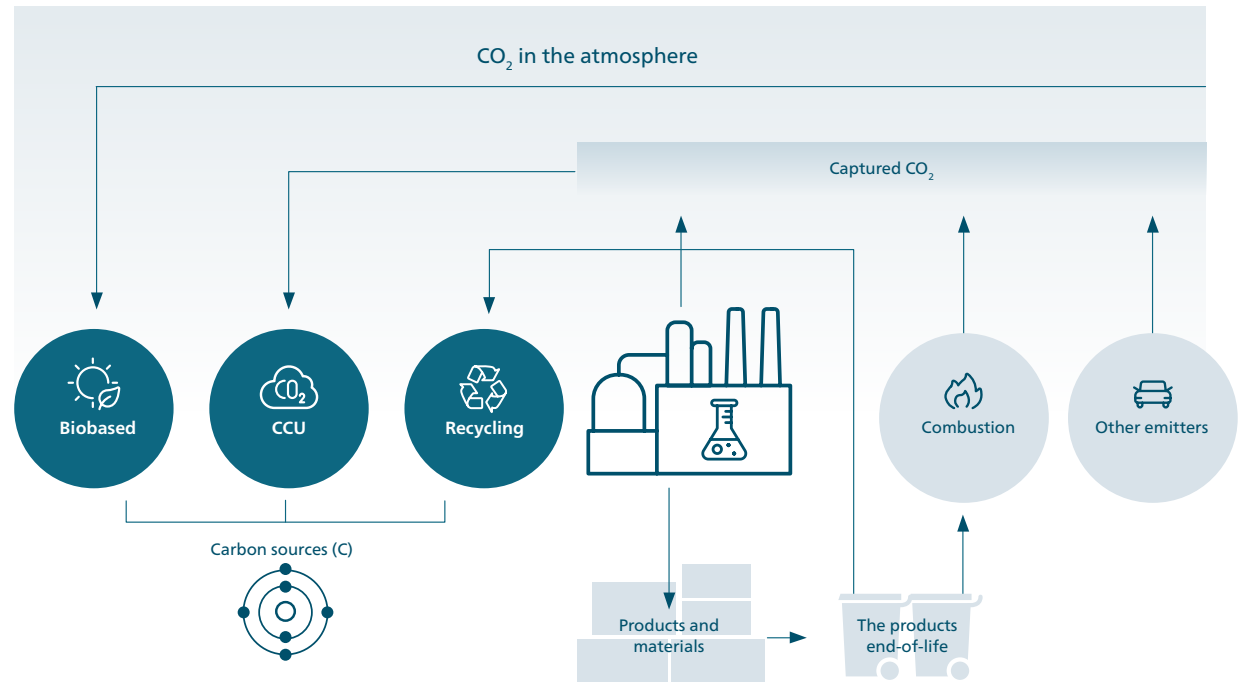 CO₂ in the atmosphere
Captured CO₂
Biobased
CO₂
CCU
Recycling
Combustion
Other emitters
Carbon sources (C)
Products and
materials
The products
end-of-life